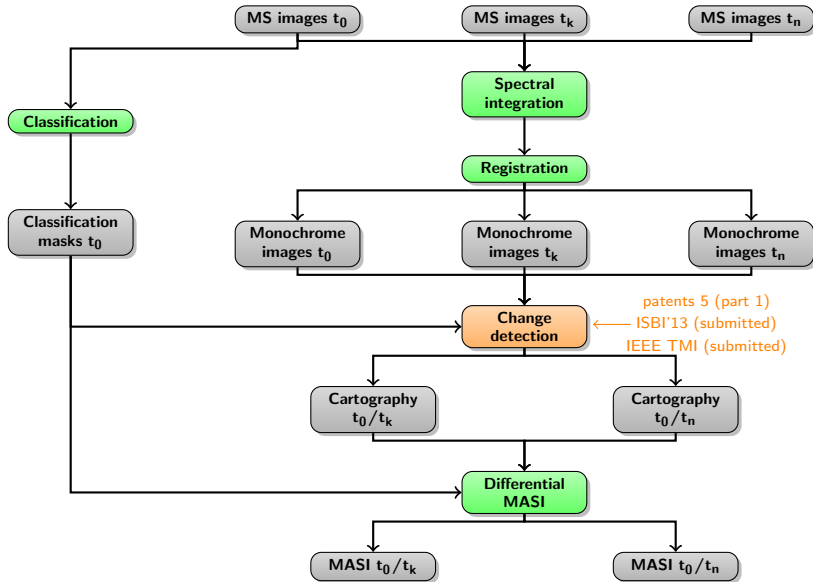 MS images t0
MS images tk
MS images tn
Spectral
integration
Classification
Registration
Classification
masks t0
Monochrome
images t0
Monochrome
images tk
Monochrome
images tn
Change
detection
patents 5 (part 1)
ISBI'13 (submitted)
IEEE TMI (submitted)
Cartography
t0/tk
Cartography
t0/tn
Differential
MASI
MASI t0/tk
MASI t0/tn